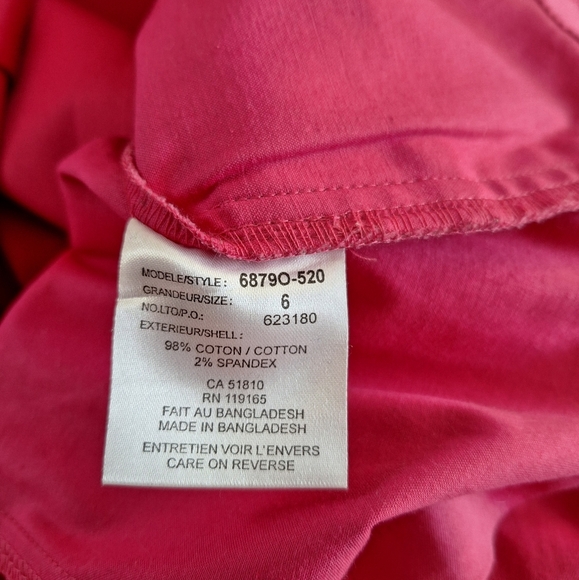 MODELE/STYLE : 6879O-520
GRANDEUR/SIZE : 6
NO.LTO/P.O.: 623180
EXTERIEUR/SHELL :
98% COTON / COTTON
2% SPANDEX
CA 51810
RN 119165
FAIT AU BANGLADESH
MADE IN BANGLADESH
ENTRETIEN VOIR L'ENVERS
CARE ON REVERSE